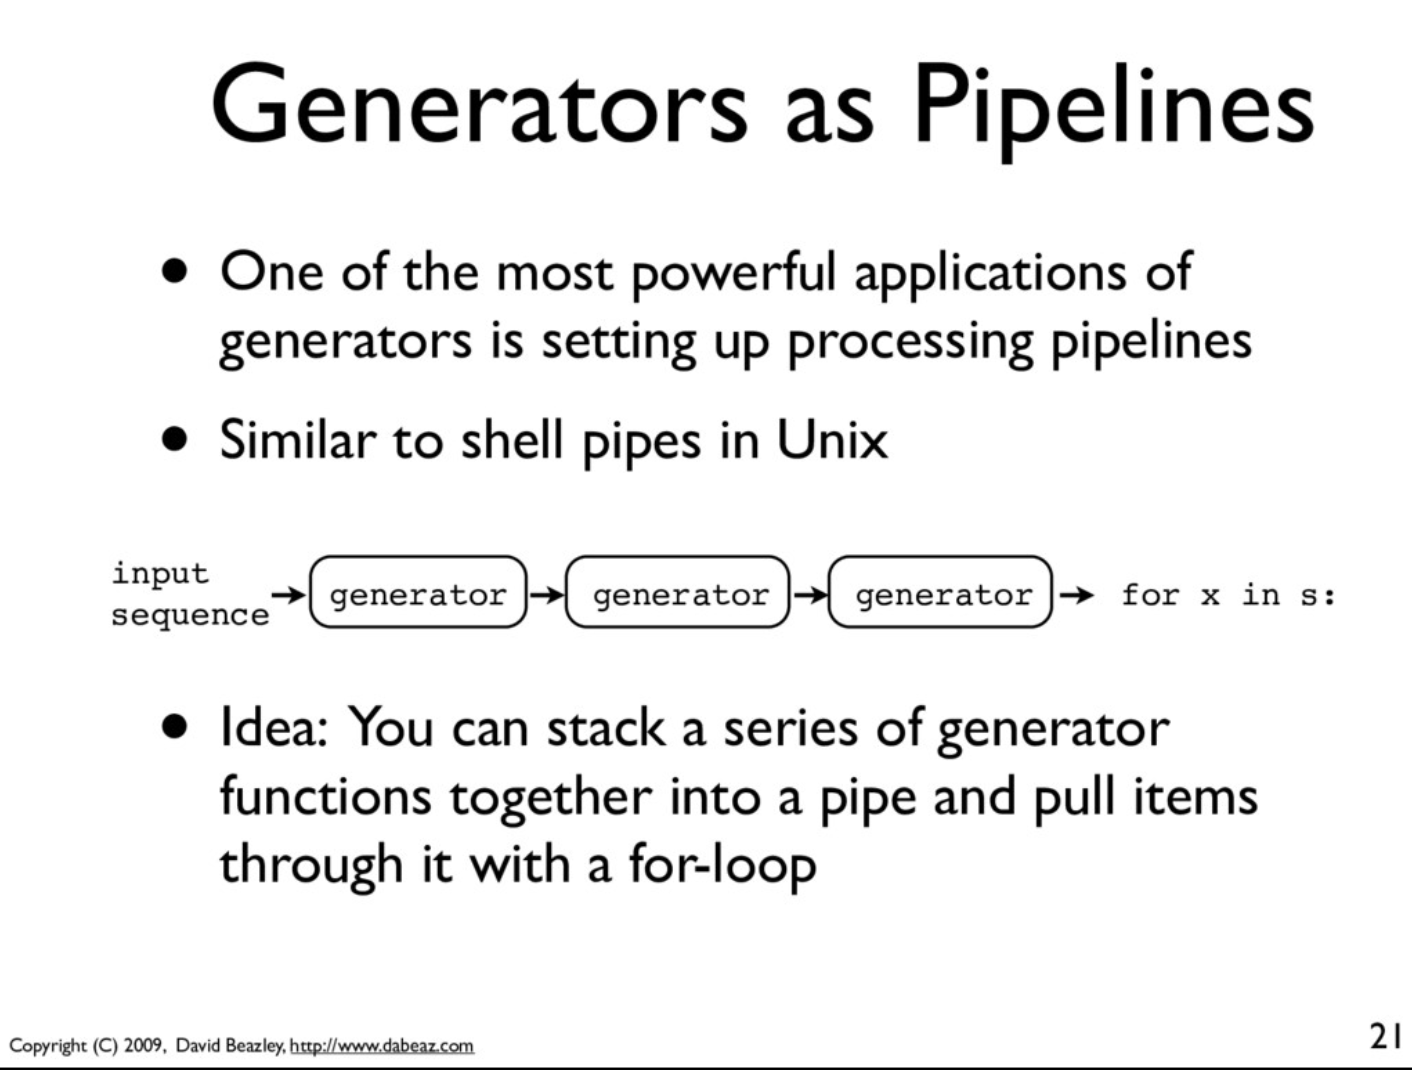 Generators as Pipelines
• One of the most powerful applications of
generators is setting up processing pipelines
• Similar to shell pipes in Unix
input
sequence
generator
generator
generator
for x in s:
• Idea: You can stack a series of generator
functions together into a pipe and pull items
through it with a for-loop
Copyright (C) 2009, David Beazley, http://www.dabeaz.com
21